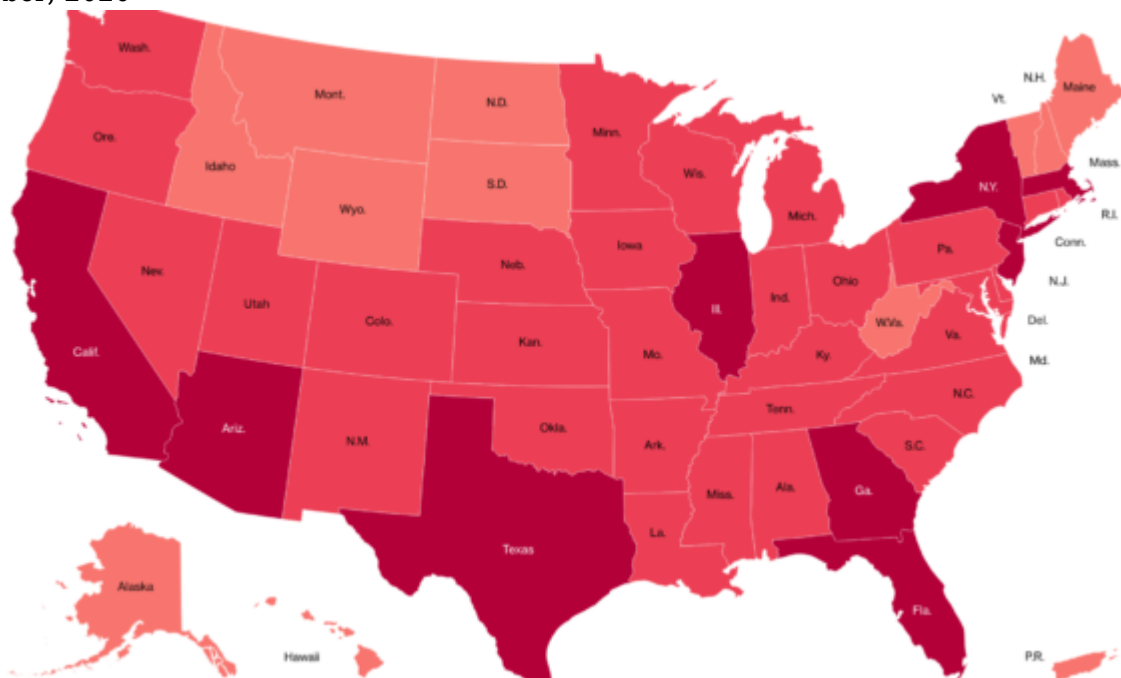 2020
Wash.
Mont.
N.D.
Minn.
N.H.
Maine
Vt.
Ore.
Idaho
Wyo.
S.D.
Wis.
Mich.
N.Y.
Mass.
R.I.
Conn.
N.J.
Nev.
Utah
Colo.
Neb.
Kan.
Iowa
Ill.
Ind.
Ohio
Pa.
Del.
Md.
Calif.
Mo.
Ky.
W.Va.
Va.
Ariz.
N.M.
Okla.
Ark.
Tenn.
N.C.
S.C.
Miss.
Ala.
Ga.
Texas
La.
Fla.
Alaska
Hawaii
P.R.